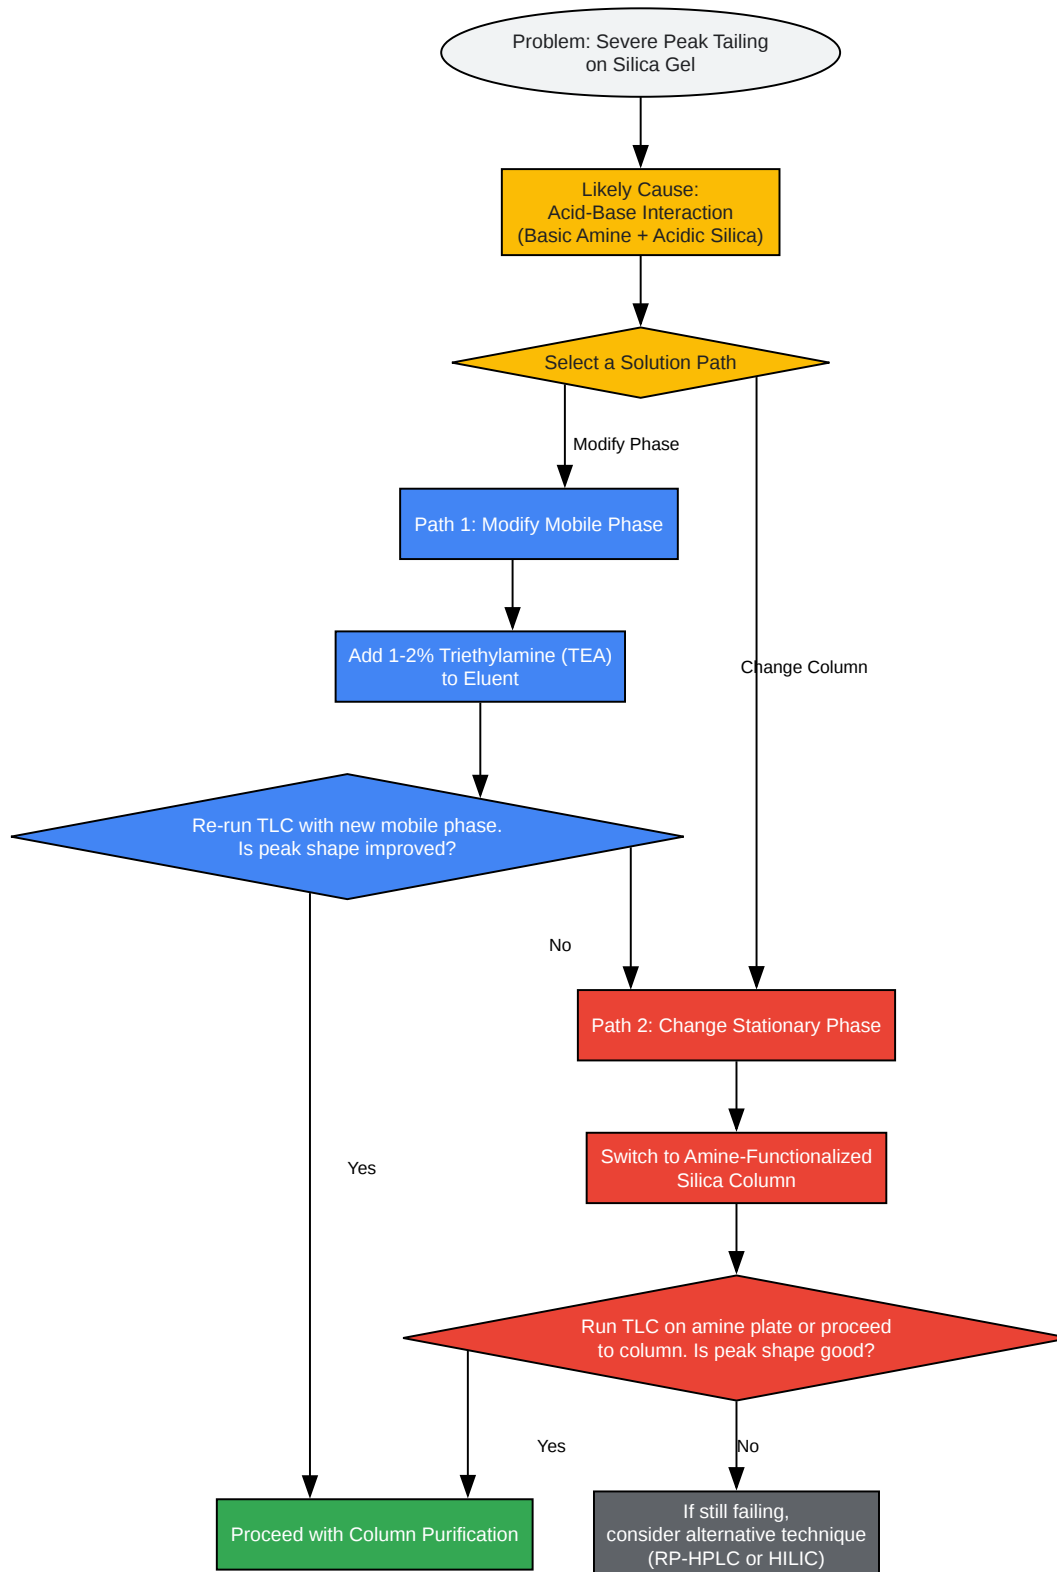 Problem: Severe Peak Tailing
on Silica Gel
Likely Cause:
Acid-Base Interaction
(Basic Amine + Acidic Silica)
Select a Solution Path
Modify Phase
Path 1: Modify Mobile Phase
Add 1-2% Triethylamine (TEA)
to Eluent
Change Column
Re-run TLC with new mobile phase.
Is peak shape improved?
No
Path 2: Change Stationary Phase
Yes
Switch to Amine-Functionalized
Silica Column
Run TLC on amine plate or proceed
to column. Is peak shape good?
Yes
No
Proceed with Column Purification
If still failing,
consider alternative technique
(RP-HPLC or HILIC)